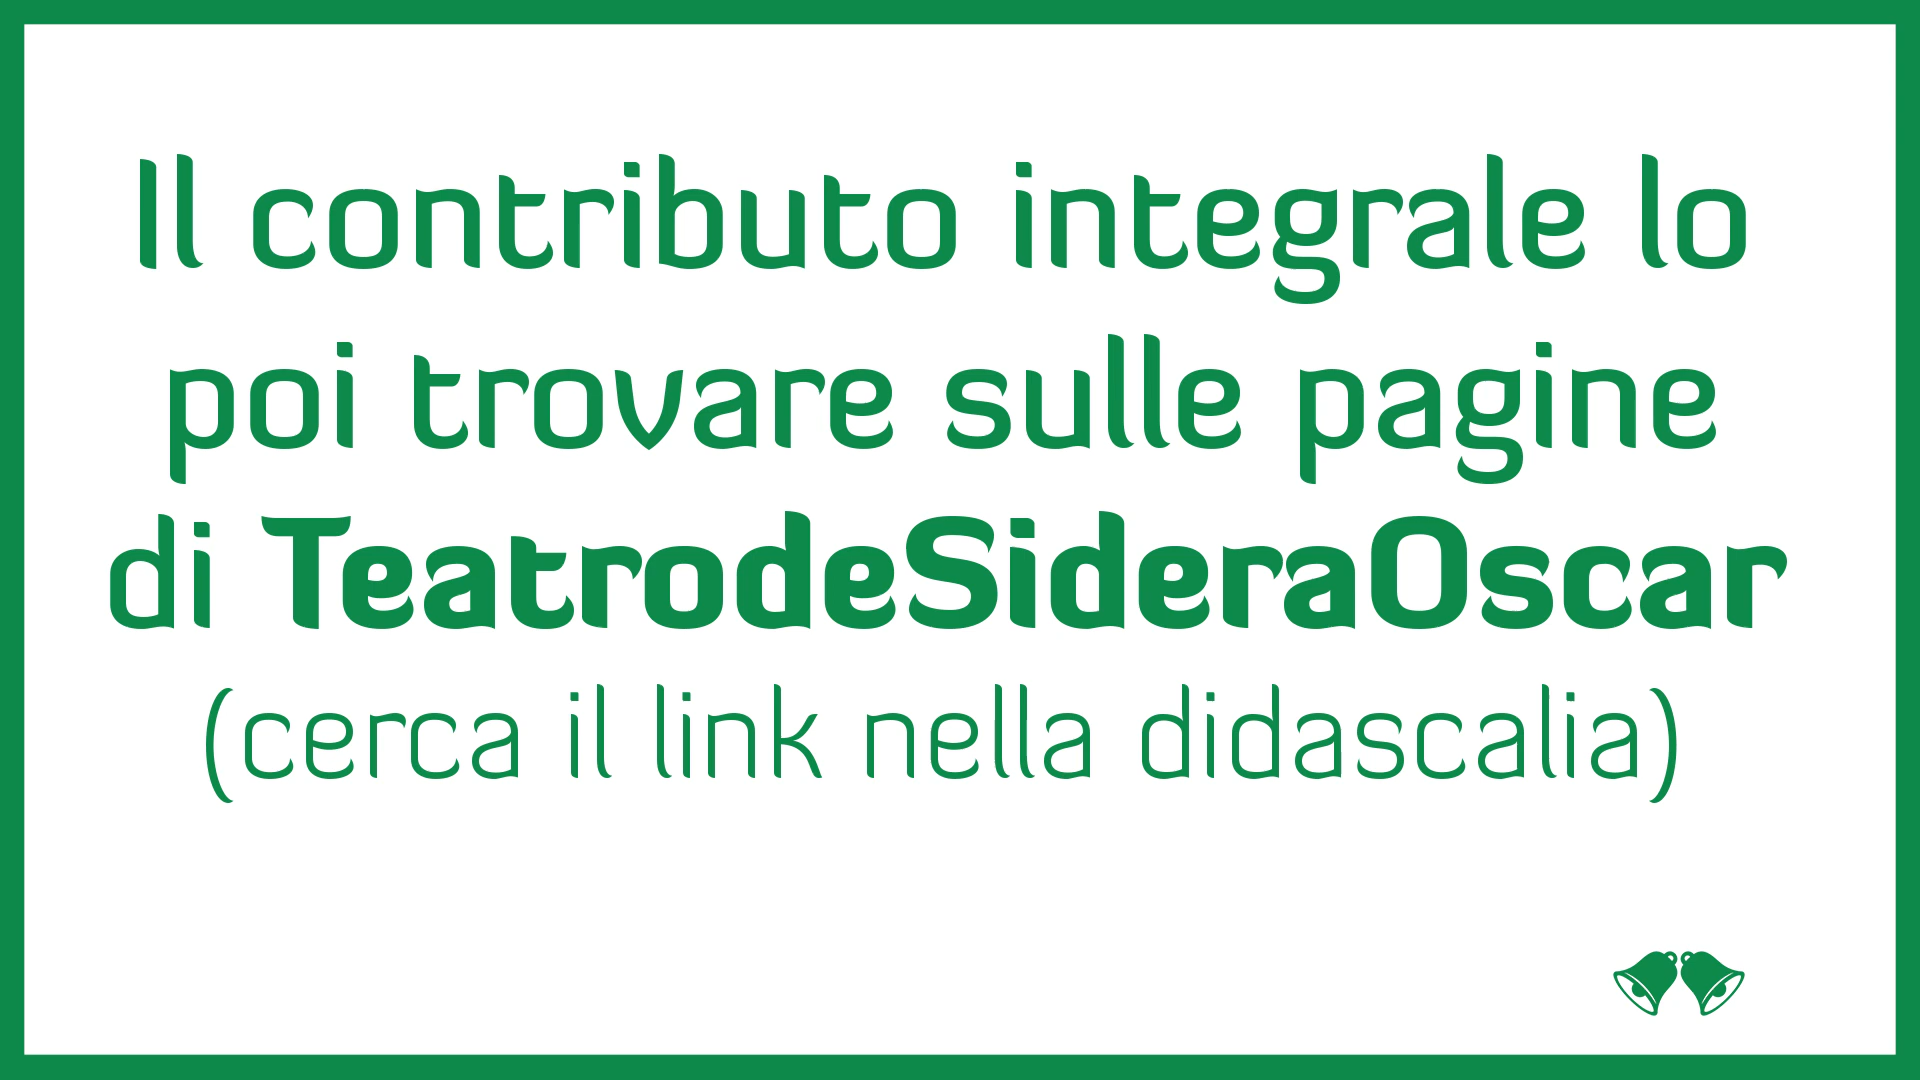 Il contributo integrale lo
poi trovare sulle pagine
di TeatrodeSideraOscar
(cerca il link nella didascalia)